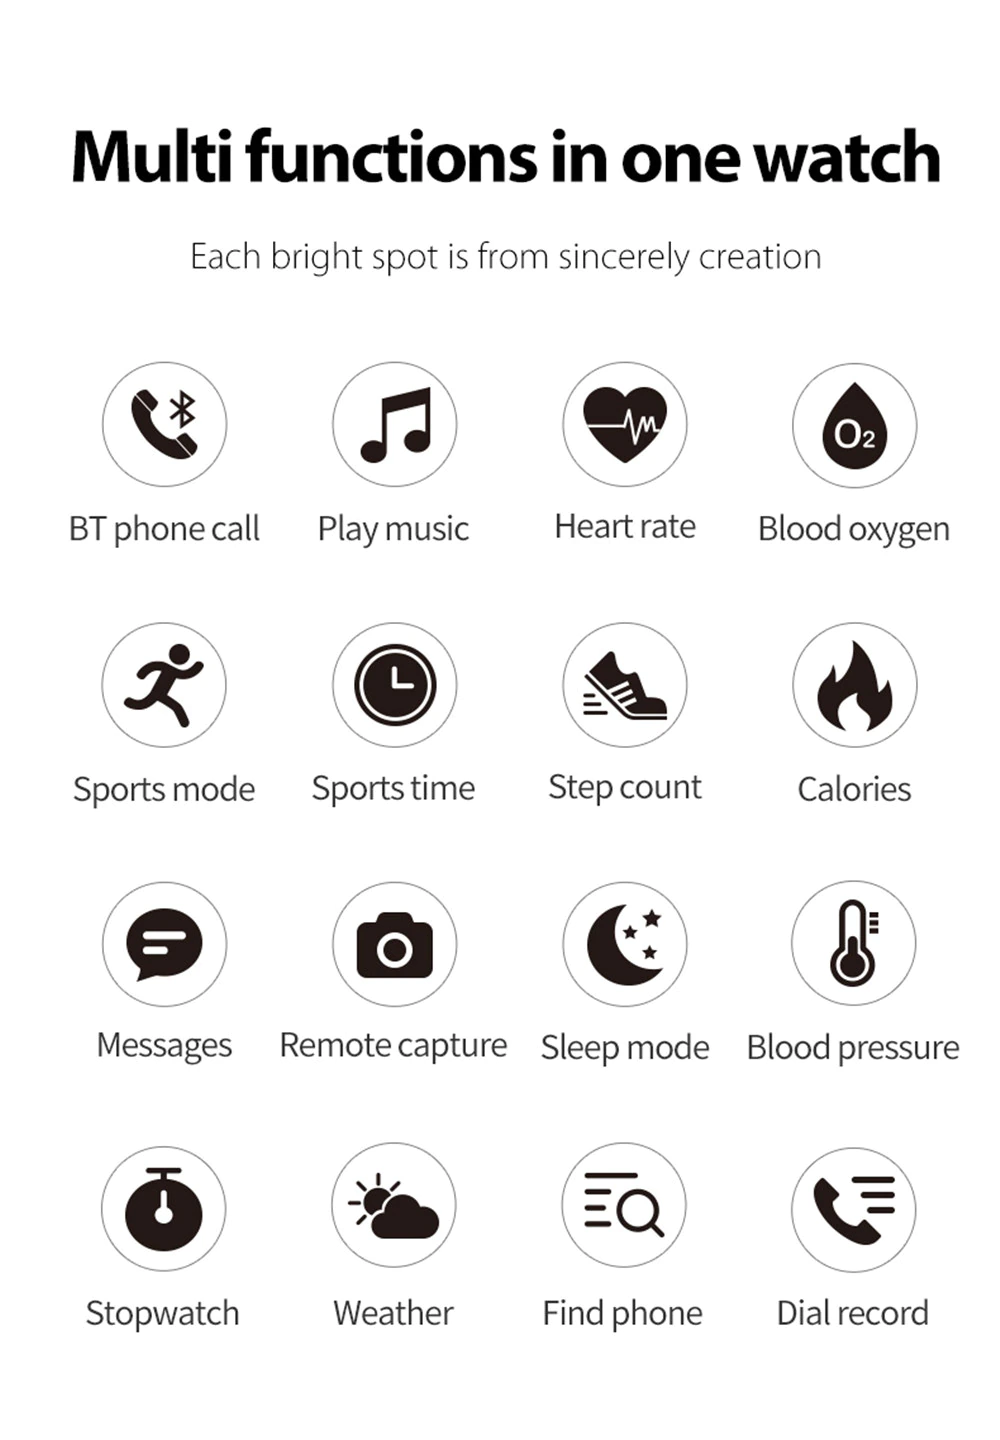 Multi functions in one watch
Each bright spot is from sincerely creation
BT phone call
Play music
Heart rate
O2
Blood oxygen
Sports mode
Sports time
Step count
Calories
Messages
Remote capture
Sleep mode
Blood pressure
Stopwatch
Weather
Find phone
Dial record